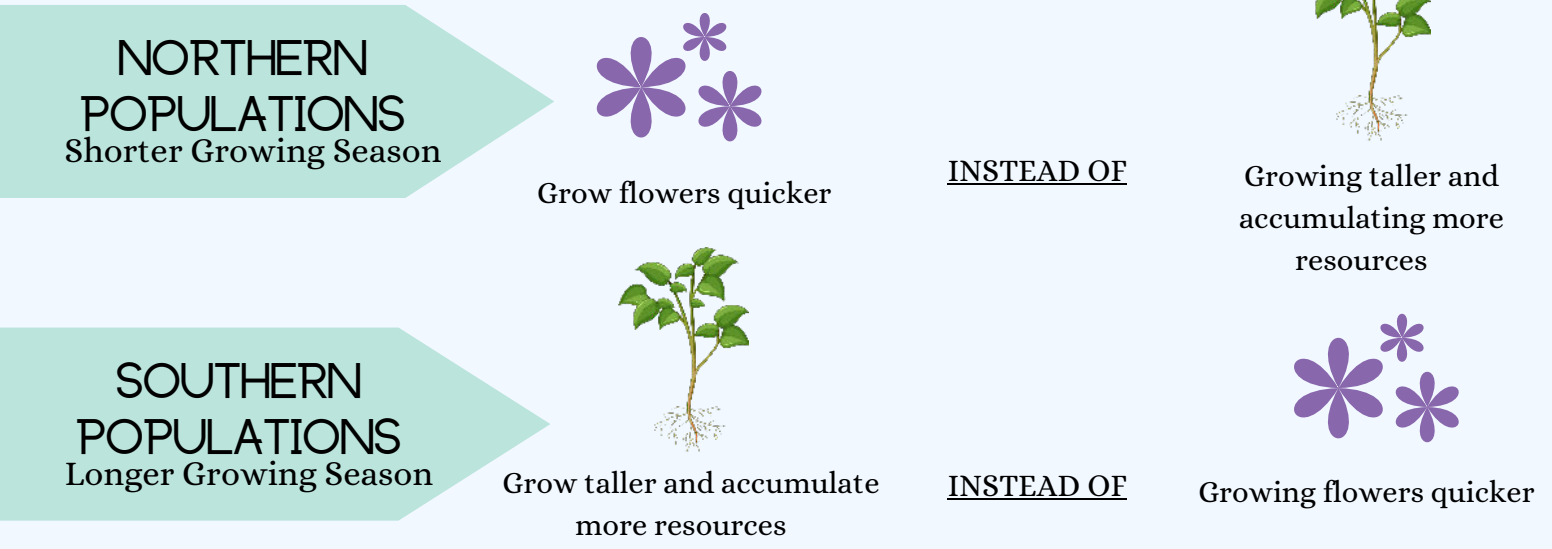 NORTHERN
POPULATIONS
Shorter Growing Season
Grow flowers quicker
INSTEAD OF
Growing taller and
accumulating more
resources
SOUTHERN
POPULATIONS
Longer Growing Season
Grow taller and accumulate
more resources
INSTEAD OF
Growing flowers quicker